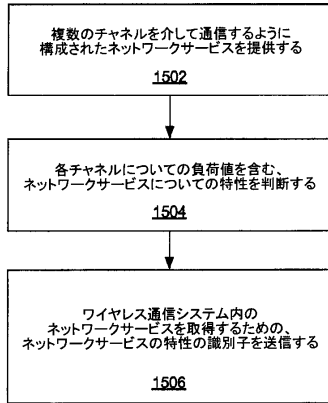 複数のチャネルを介して通信するように
構成されたネットワークサービスを提供する
1502
各チャネルについての負荷値を含む、
ネットワークサービスについての特性を判断する
1504
ワイヤレス通信システム内の
ネットワークサービスを取得するための、
ネットワークサービスの特性の識別子を送信する
1506